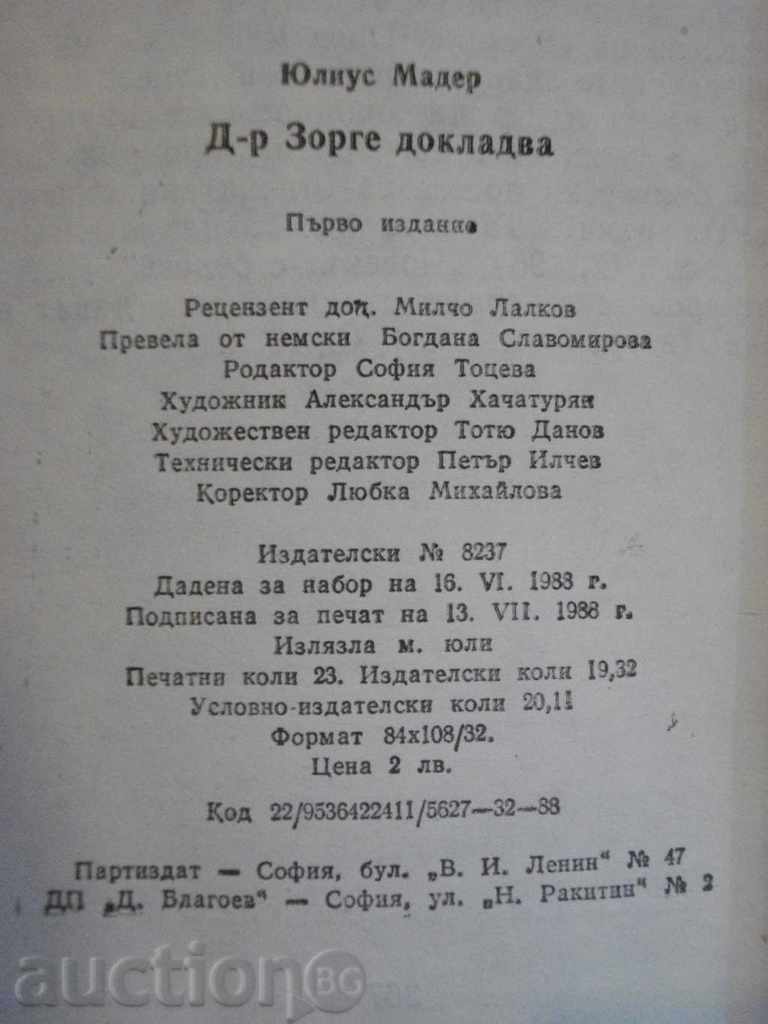 Юлиус Мадер
Д-р Зорге докладва
Първо издание
Рецензент доц. Милчо Лалков
Превела от немски Богдана Славомирова
Родактор София Тоцева
Художник Александър Хачатурян
Художествен редактор Тотю Данов
Технически редактор Петър Илчев
Коректор Любка Михайлова
Издателски № 8237
Дадена за набор на 16. VI. 1988 г.
Подписана за печат на 13. VII. 1988 г.
Излязла м. юли
Печатни коли 23. Издателски коли 19,32
Условно-издателски коли 20,11
Формат 84x108/32.
Цена 2 лв.
Код 22/9536422411/5627—32—88
Партиздат — София, бул. „В. И. Ленин“ № 47
ДП „Д. Благоев“ — София, ул. „Н. Ракитин“ № 2
auctionBG